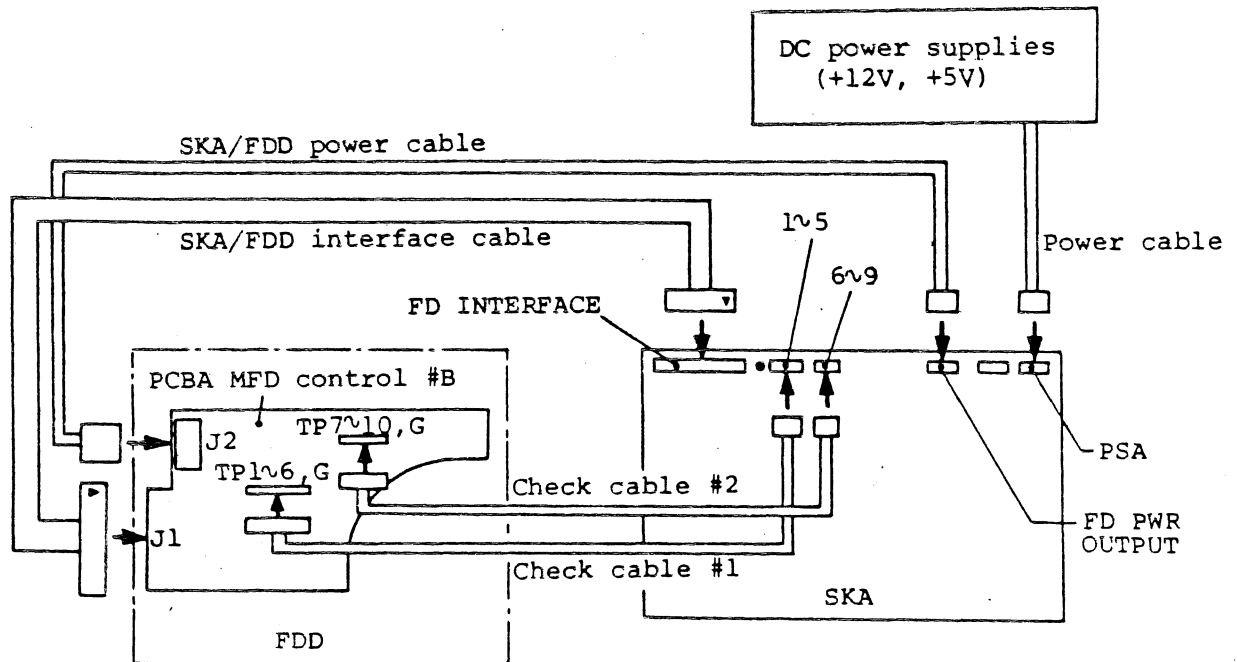 DC power supplies
(+12V, +5V)
SKA/FDD power cable
SKA/FDD interface cable
1~5
Power cable
6~9
FD INTERFACE
PCBA MFD control #B
TP7~10,G
J2
TP1~6,G
PSA
Check cable #2
FD PWR
OUTPUT
J1
Check cable #1
SKA
FDD